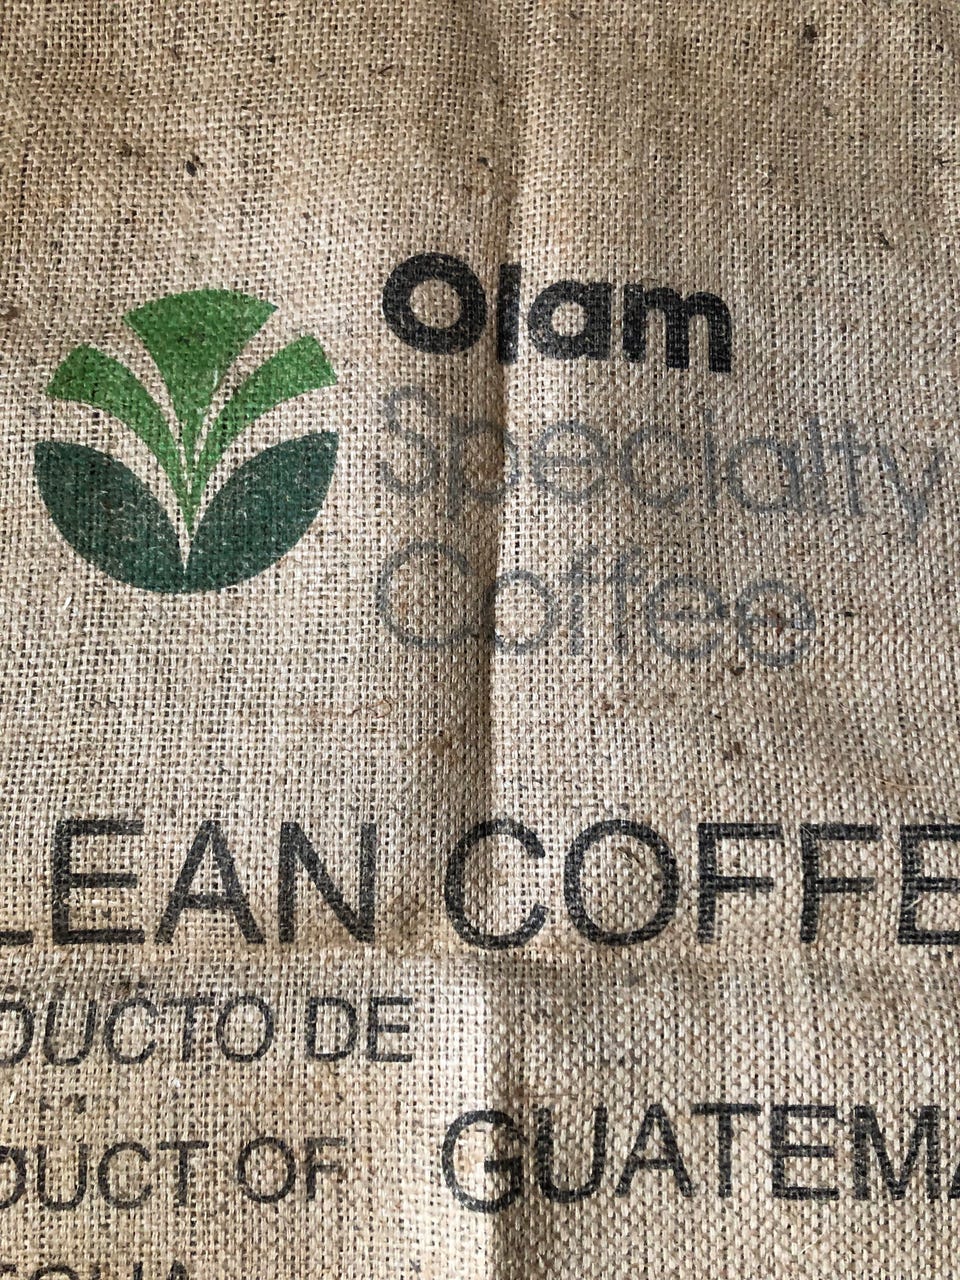 Olam
Specialty
Coffee
LEAN COFFE
DUCTO DE
DUCT OF GUATEMA